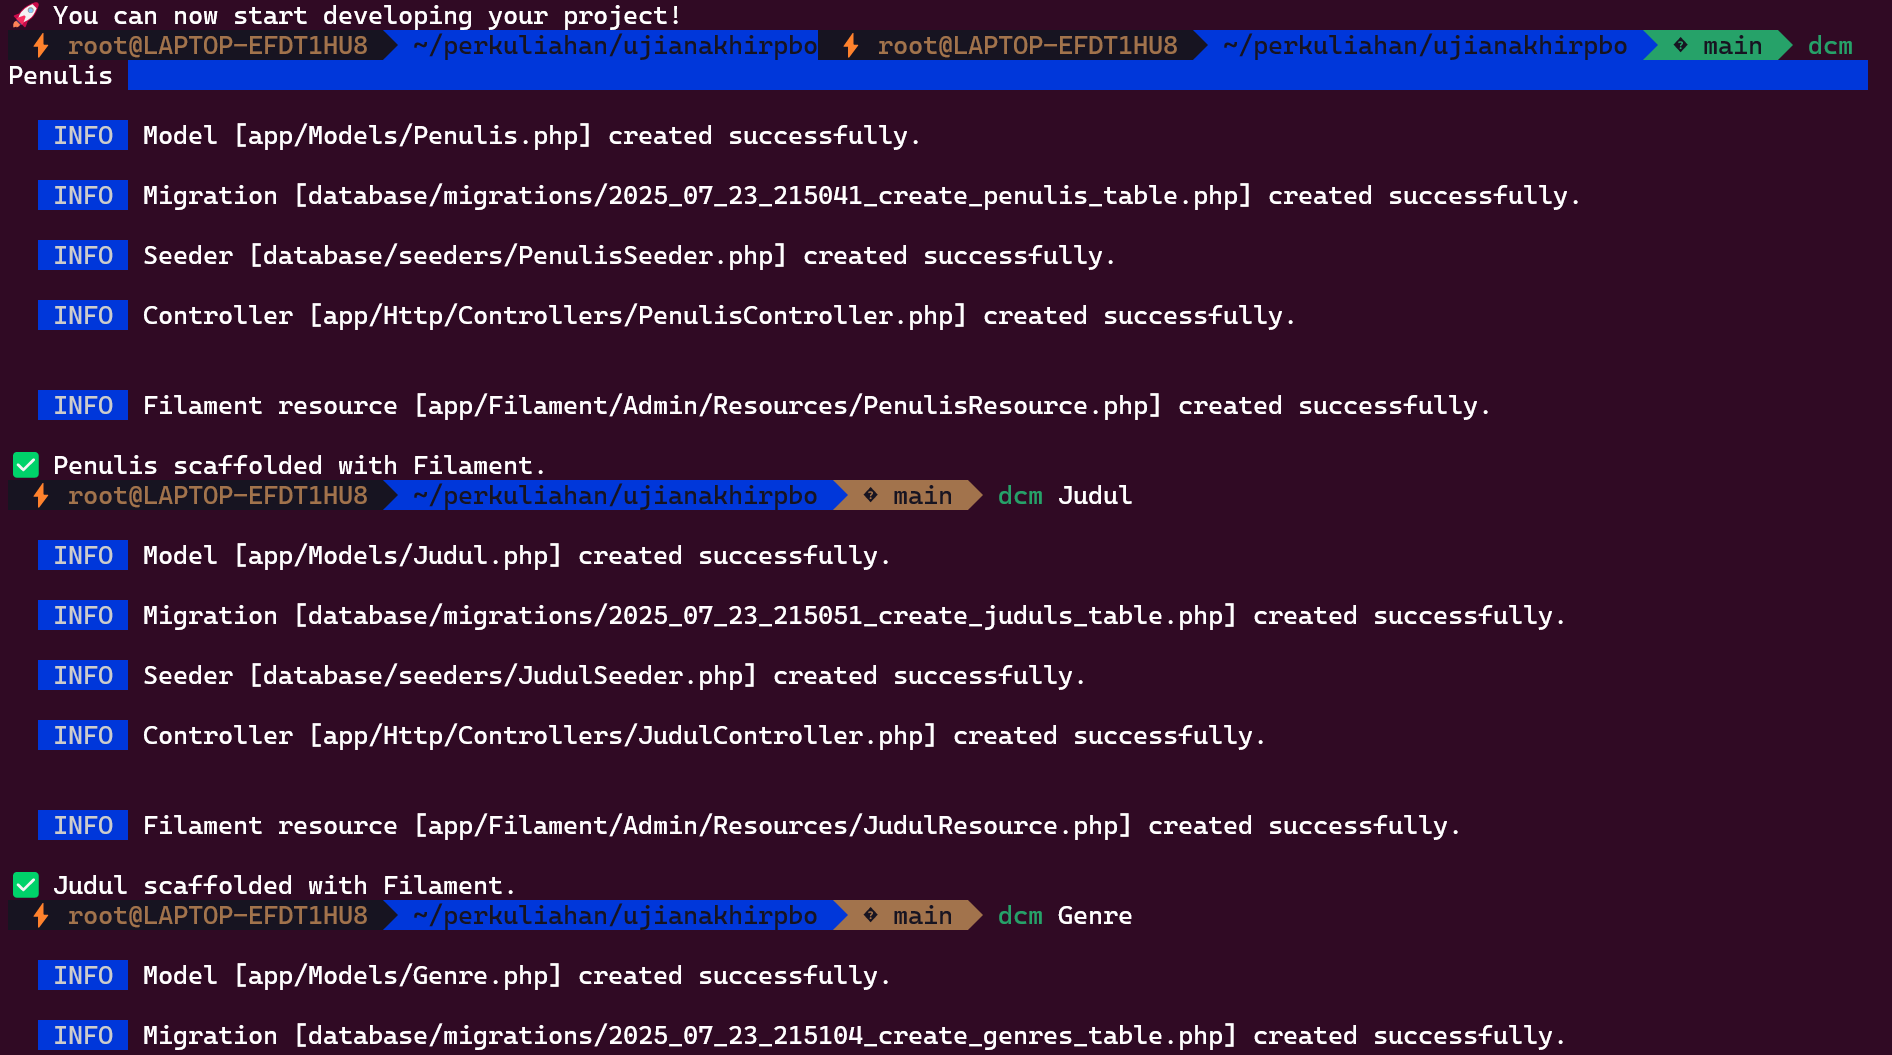 🚀 You can now start developing your project!
⚡ root@LAPTOP-EFDT1HU8 ~/perkuliahan/ujianakhirpbo ⚡ root@LAPTOP-EFDT1HU8 ~/perkuliahan/ujianakhirpbo � main dcm
Penulis
INFO Model [app/Models/Penulis.php] created successfully.
INFO Migration [database/migrations/2025_07_23_215041_create_penulis_table.php] created successfully.
INFO Seeder [database/seeders/PenulisSeeder.php] created successfully.
INFO Controller [app/Http/Controllers/PenulisController.php] created successfully.
INFO Filament resource [app/Filament/Admin/Resources/PenulisResource.php] created successfully.
✅ Penulis scaffolded with Filament.
⚡ root@LAPTOP-EFDT1HU8 ~/perkuliahan/ujianakhirpbo � main dcm Judul
INFO Model [app/Models/Judul.php] created successfully.
INFO Migration [database/migrations/2025_07_23_215051_create_juduls_table.php] created successfully.
INFO Seeder [database/seeders/JudulSeeder.php] created successfully.
INFO Controller [app/Http/Controllers/JudulController.php] created successfully.
INFO Filament resource [app/Filament/Admin/Resources/JudulResource.php] created successfully.
✅ Judul scaffolded with Filament.
⚡ root@LAPTOP-EFDT1HU8 ~/perkuliahan/ujianakhirpbo � main dcm Genre
INFO Model [app/Models/Genre.php] created successfully.
INFO Migration [database/migrations/2025_07_23_215104_create_genres_table.php] created successfully.